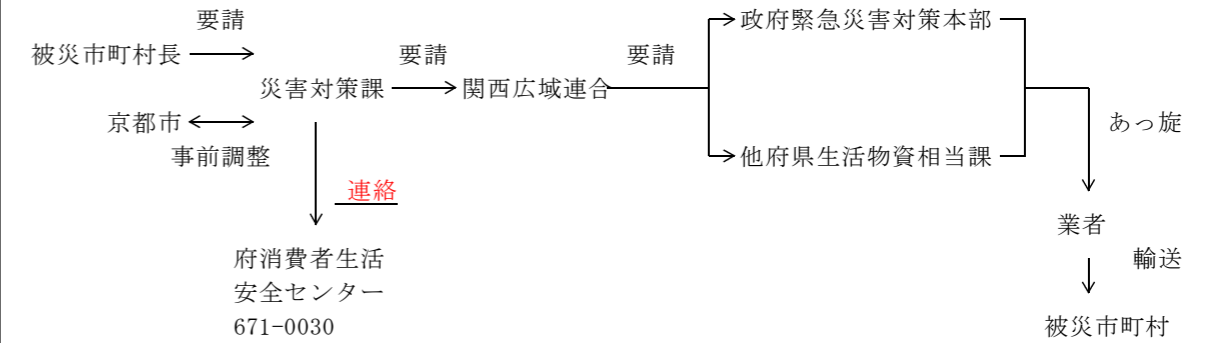 要請
政府緊急災害対策本部
被災市町村長
要請
要請
災害対策課
関西広域連合
京都市
あっ旋
事前調整
他府県生活物資相当課
連絡
業者
府消費者生活
輸送
安全センター
671-0030
被災市町村